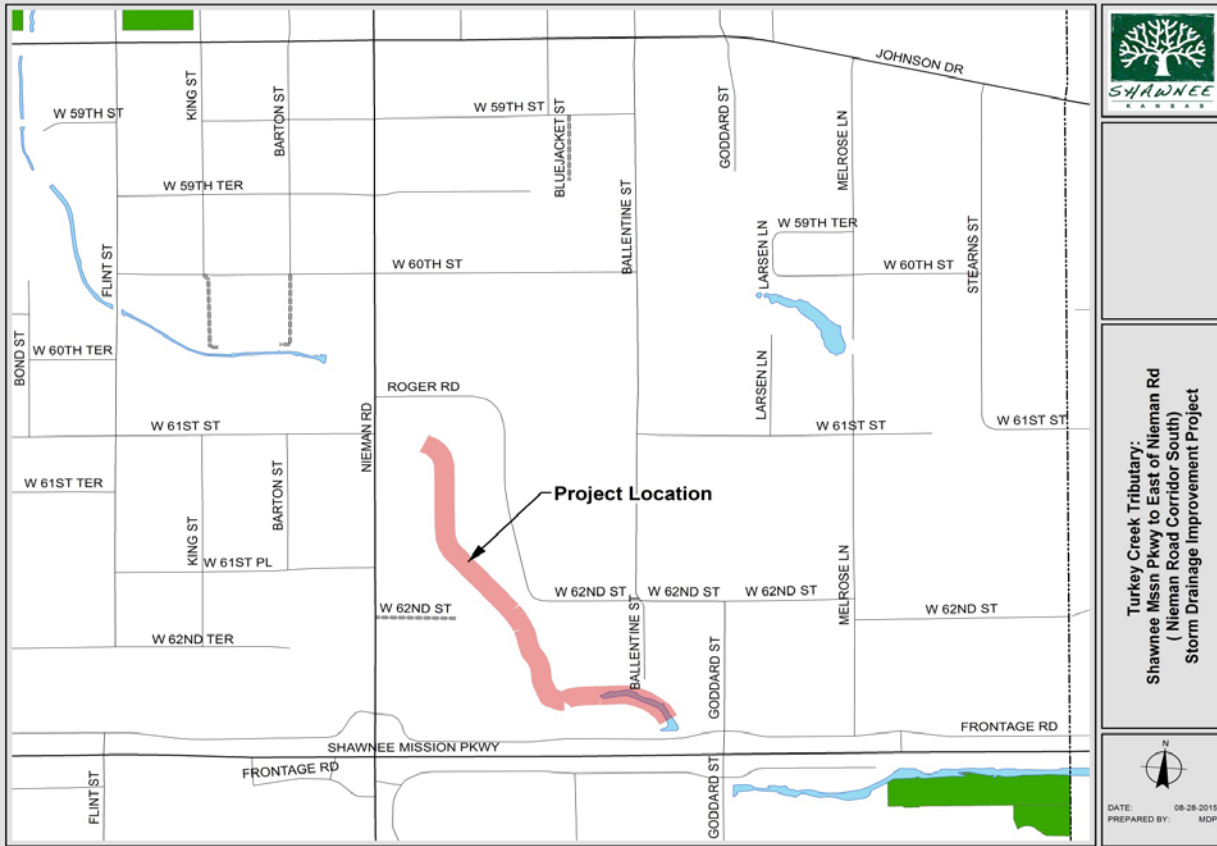 JOHNSON DR
W 59TH ST
KING ST
BARTON ST
W 59TH ST
BLUEJACKET ST
GODDARD ST
MELROSE LN
W 59TH TER
BALLENTINE ST
LARSEN LN
W 59TH TER
W 60TH ST
STEARNS ST
FLINT ST
W 60TH ST
BOND ST
W 60TH TER
LARSEN LN
ROGER RD
NIEMAN RD
W 61ST ST
W 61ST ST
W 61ST ST
W 61ST TER
BARTON ST
KING ST
Project Location
W 61ST PL
MELROSE LN
W 62ND ST
W 62ND ST
W 62ND ST
W 62ND ST
W 62ND ST
W 62ND TER
BALLENTINE ST
GODDARD ST
FRONTAGE RD
SHAWNEE MISSION PKWY
FRONTAGE RD
FLINT ST
GODDARD ST
SHAWNEE
KANSAS
Turkey Creek Tributary:
Shawnee Mssn Pkwy to East of Nieman Rd
( Nieman Road Corridor South)
Storm Drainage Improvement Project
N
DATE: 08-28-2015
PREPARED BY: MDP